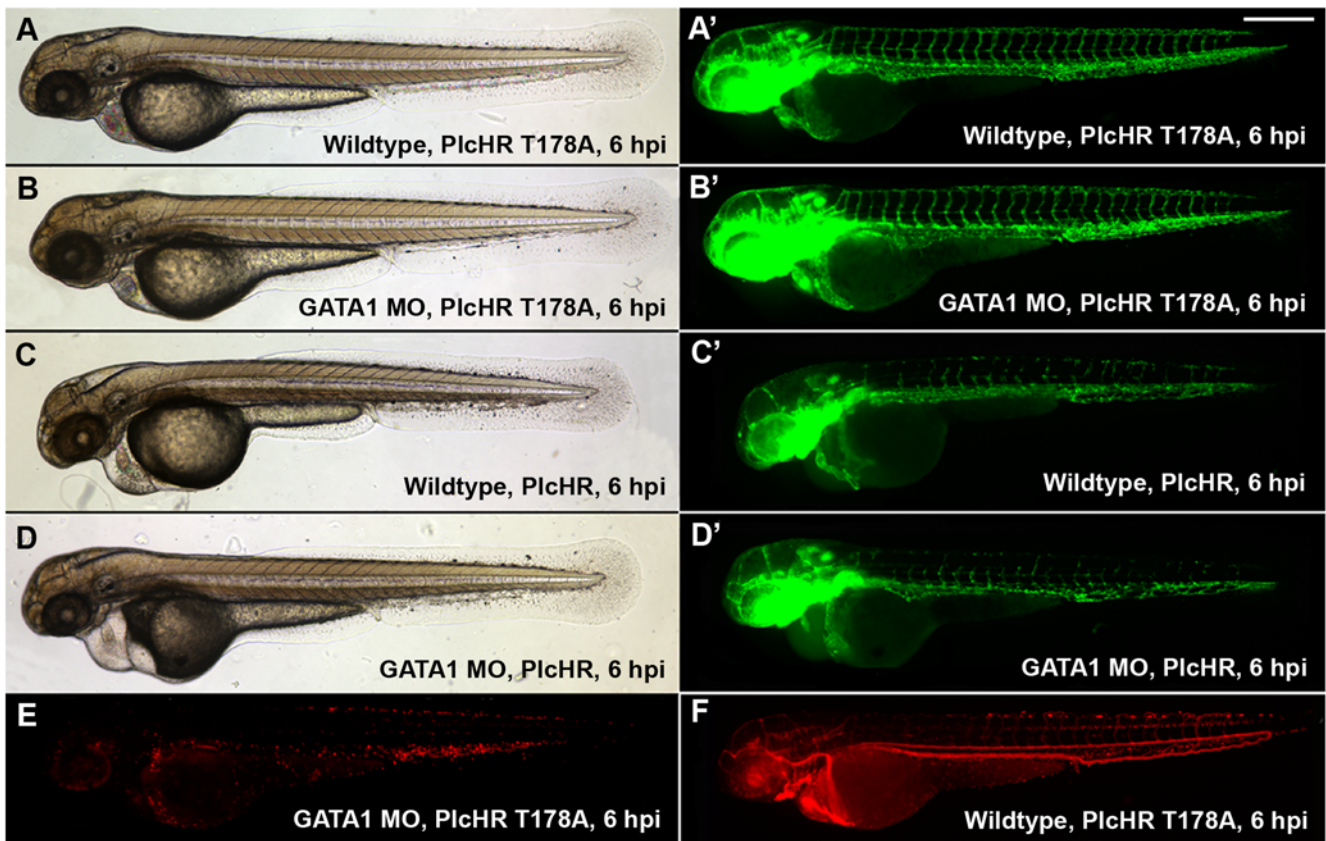 A
Wildtype, PlcHR T178A, 6 hpi
A'
Wildtype, PlcHR T178A, 6 hpi
B
GATA1 MO, PlcHR T178A, 6 hpi
B'
GATA1 MO, PlcHR T178A, 6 hpi
C
Wildtype, PlcHR, 6 hpi
C'
Wildtype, PlcHR, 6 hpi
D
GATA1 MO, PlcHR, 6 hpi
D'
GATA1 MO, PlcHR, 6 hpi
E
GATA1 MO, PlcHR T178A, 6 hpi
F
Wildtype, PlcHR T178A, 6 hpi